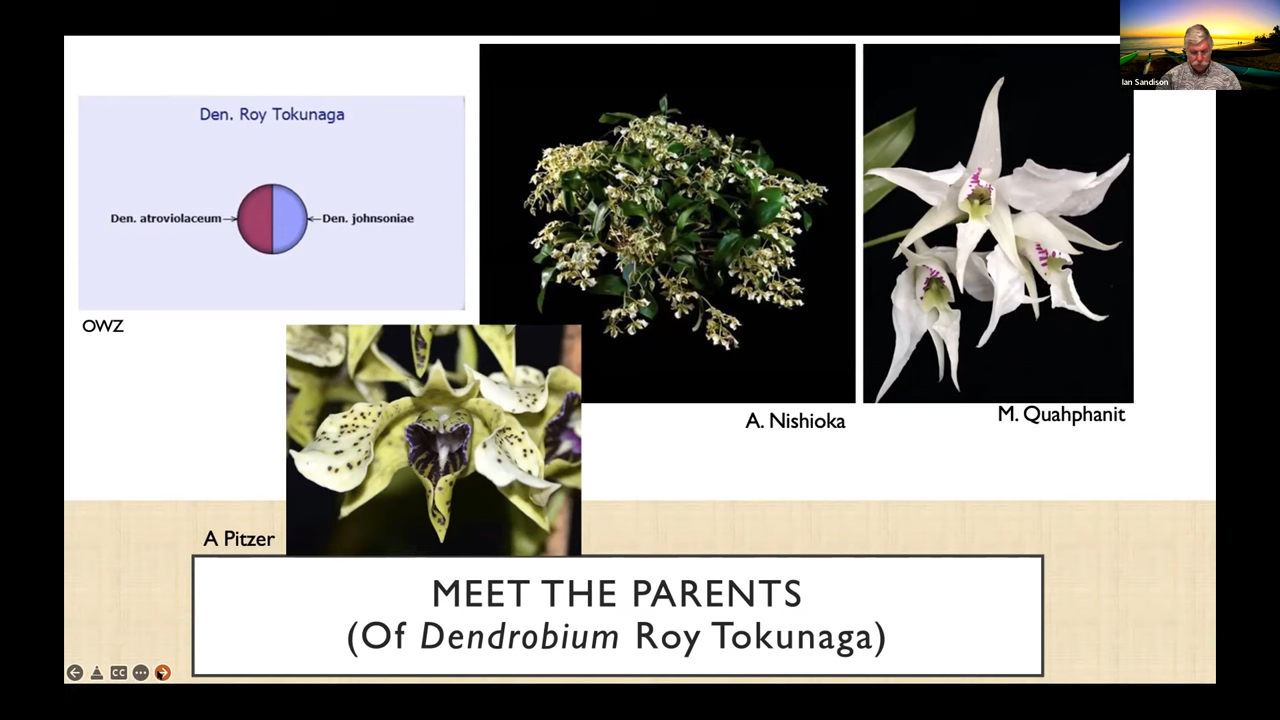 Ian Sandison
Den. Roy Tokunaga
Den. atroviolaceum
Den. johnsoniae
OWZ
A. Nishioka
M. Quahphanit
A Pitzer
MEET THE PARENTS
(Of Dendrobium Roy Tokunaga)
CC